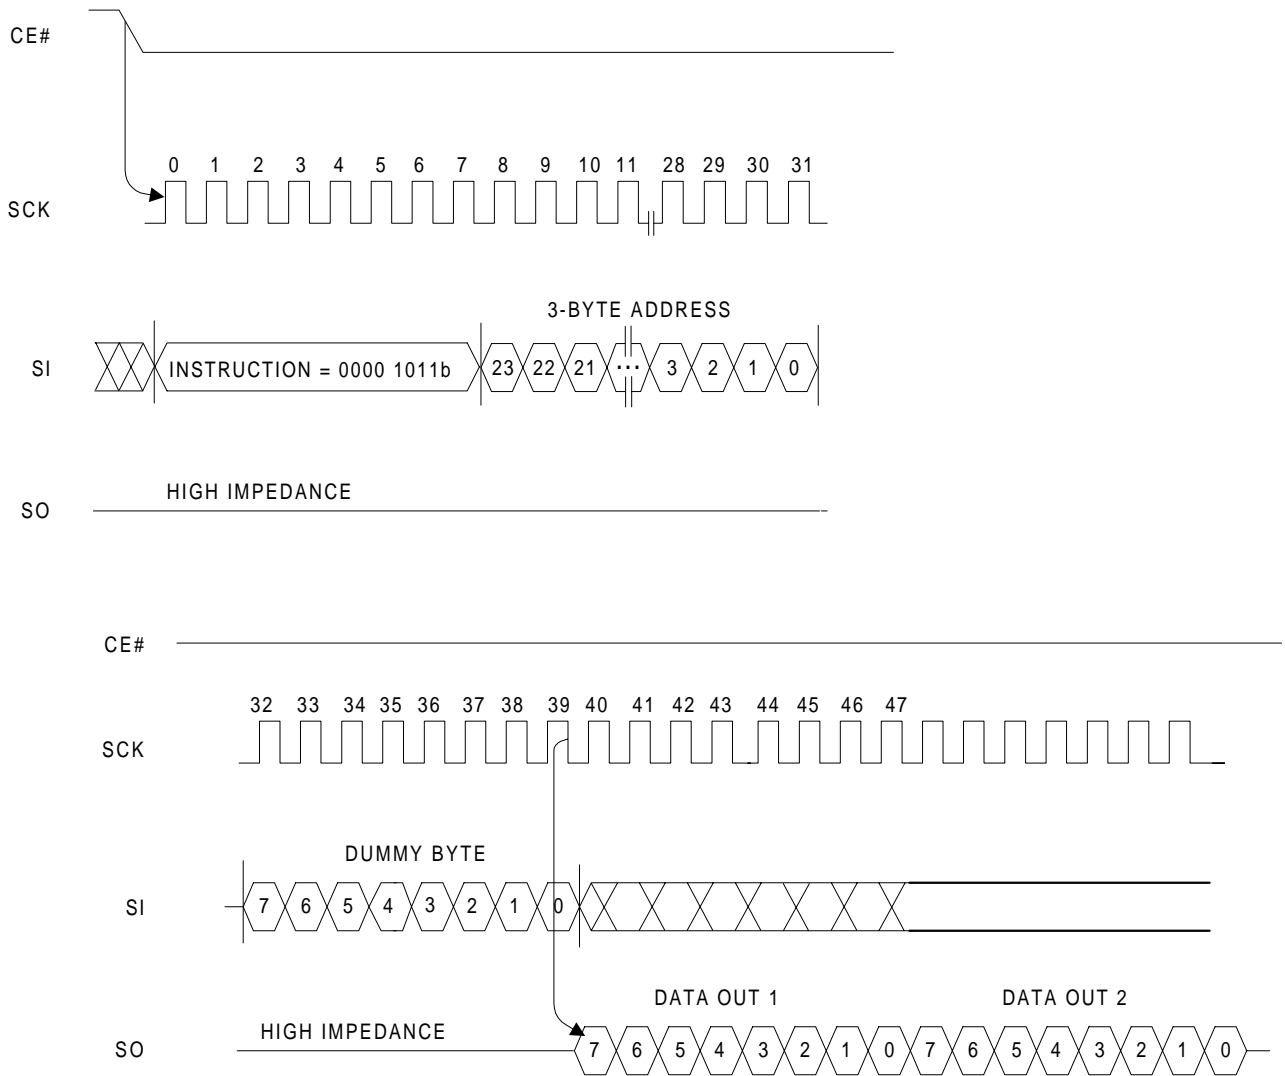 CE#
0 1 2 3 4 5 6 7 8 9 10 11 28 29 30 31
SCK
3-BYTE ADDRESS
SI INSTRUCTION = 0000 1011b 23 22 21 ... 3 2 1 0
HIGH IMPEDANCE
SO
CE#
32 33 34 35 36 37 38 39 40 41 42 43 44 45 46 47
SCK
DUMMY BYTE
SI 7 6 5 4 3 2 1 0
DATA OUT 1 DATA OUT 2
HIGH IMPEDANCE
SO 7 6 5 4 3 2 1 0 7 6 5 4 3 2 1 0